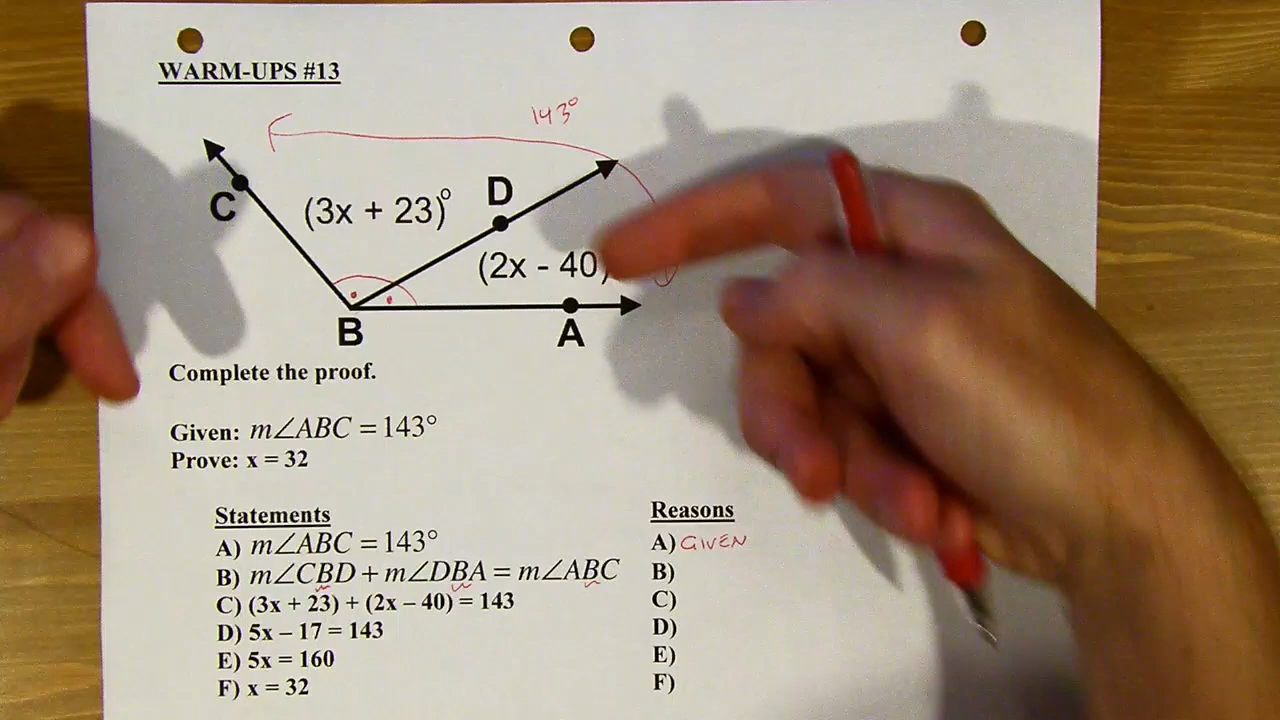 WARM-UPS #13
143°
C
(3x + 23)°
D
(2x - 40)
B
A
Complete the proof.
Given: m∠ABC = 143°
Prove: x = 32
Statements
A) m∠ABC = 143°
B) m∠CBD + m∠DBA = m∠ABC
C) (3x + 23) + (2x – 40) = 143
D) 5x – 17 = 143
E) 5x = 160
F) x = 32
Reasons
A) GIVEN
B)
C)
D)
E)
F)